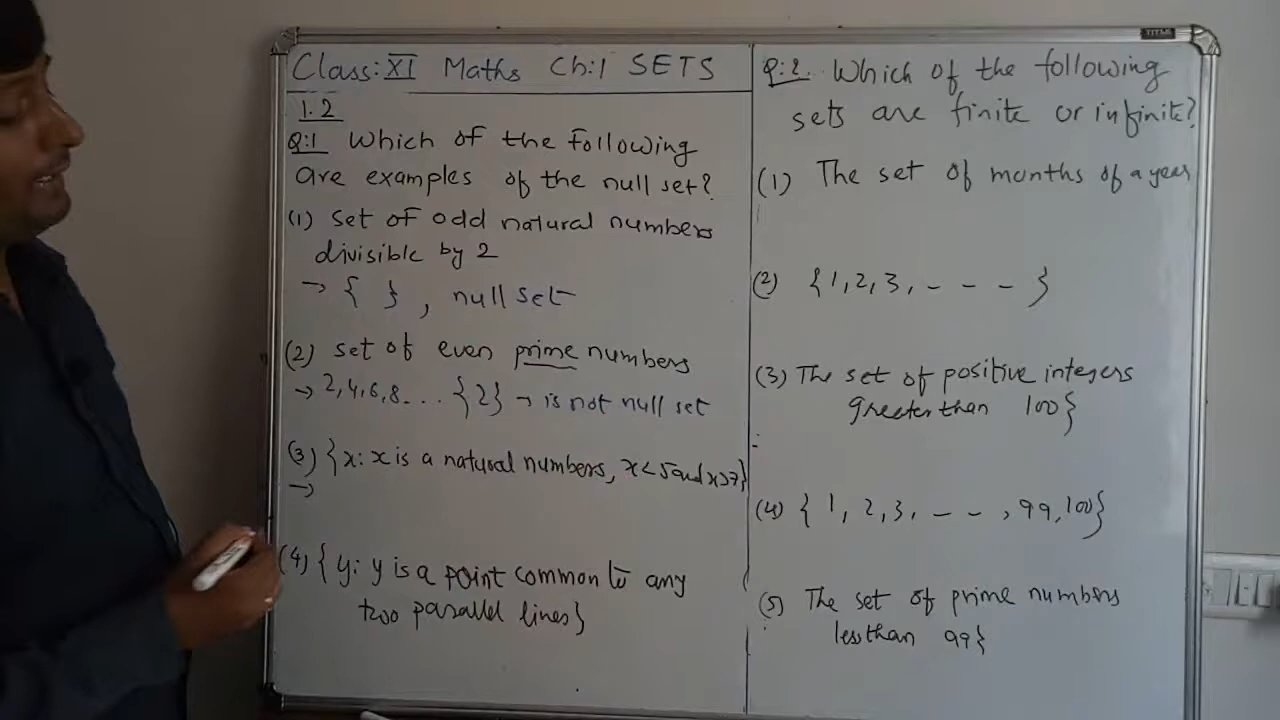 Class: XI Maths Ch:1 SETS
1.2
Q:1 Which of the following
are examples of the null set?
(1) set of odd natural numbers
divisible by 2
→ { } , null set
(2) set of even prime numbers
→ 2,4,6,8... {2} → is not null set
(3) {x: x is a natural numbers, x<5 and x>7}
→
(4) {y: y is a point common to any
two parallel lines}
TITLE
Q:2. Which of the following
sets are finite or infinite?
(1) The set of months of a year
(2) {1,2,3, - - - }
(3) The set of positive integers
greater than 100}
(4) { 1, 2,3, - - , 99,100}
(5) The set of prime numbers
less than 99}